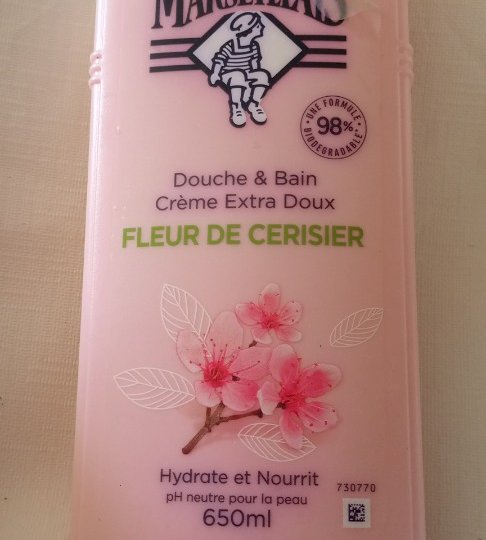 MARSEILLAIS
UNE FORMULE
98%
BIODEGRADABLE*
Douche & Bain
Crème Extra Doux
FLEUR DE CERISIER
Hydrate et Nourrit
pH neutre pour la peau
650ml
730770